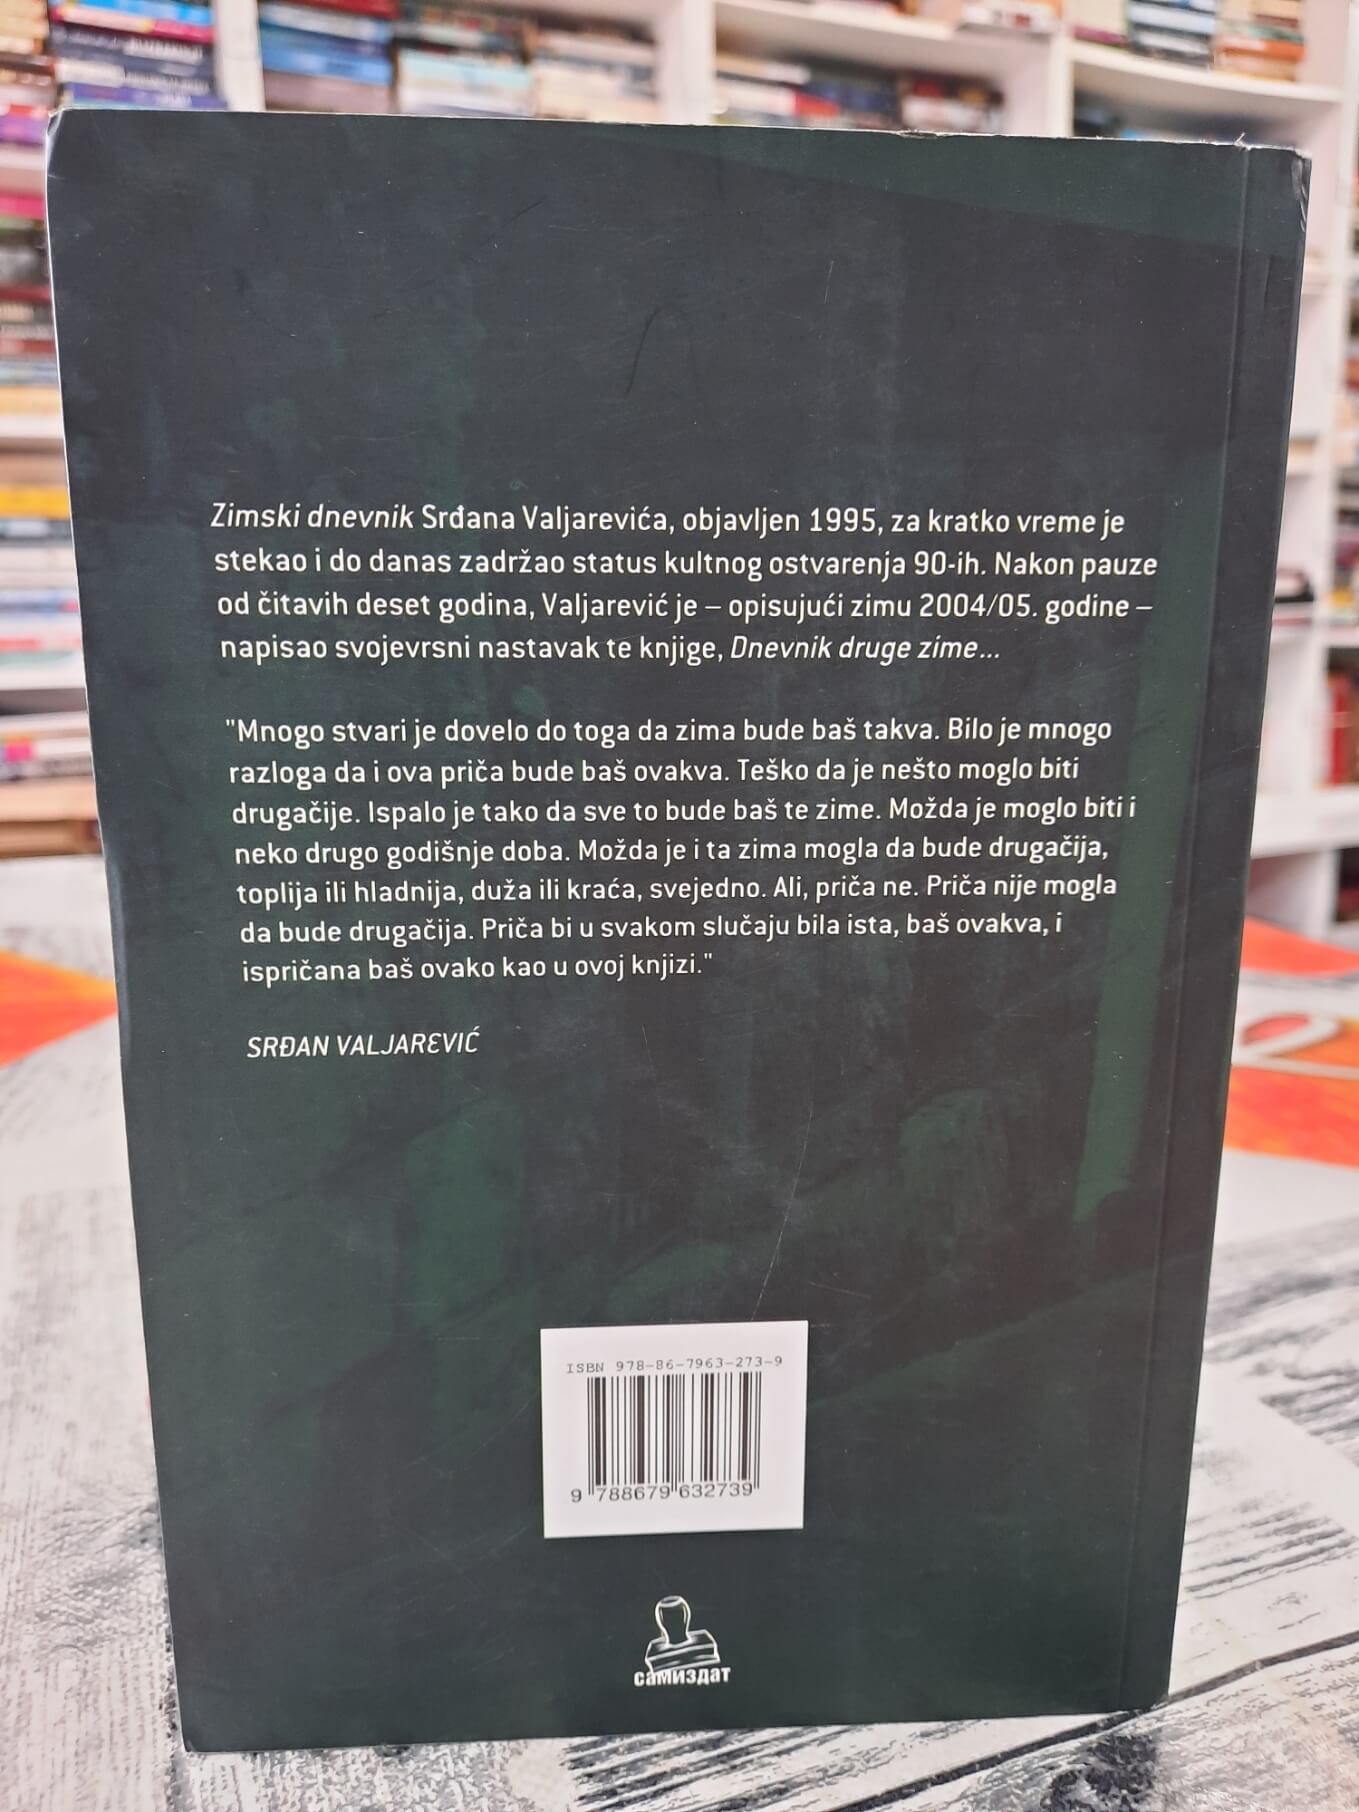 Zimski dnevnik Srđana Valjarevića, objavljen 1995, za kratko vreme je
stekao i do danas zadržao status kultnog ostvarenja 90-ih. Nakon pauze
od čitavih deset godina, Valjarević je – opisujući zimu 2004/05. godine –
napisao svojevrsni nastavak te knjige, Dnevnik druge zime...
"Mnogo stvari je dovelo do toga da zima bude baš takva. Bilo je mnogo
razloga da i ova priča bude baš ovakva. Teško da je nešto moglo biti
drugačije. Ispalo je tako da sve to bude baš te zime. Možda je moglo biti i
neko drugo godišnje doba. Možda je i ta zima mogla da bude drugačija,
toplija ili hladnija, duža ili kraća, svejedno. Ali, priča ne. Priča nije mogla
da bude drugačija. Priča bi u svakom slučaju bila ista, baš ovakva, i
ispričana baš ovako kao u ovoj knjizi."
SRĐAN VALJAREVIĆ
ISBN 978-86-7963-273-9
9 788679 632739
самиздат